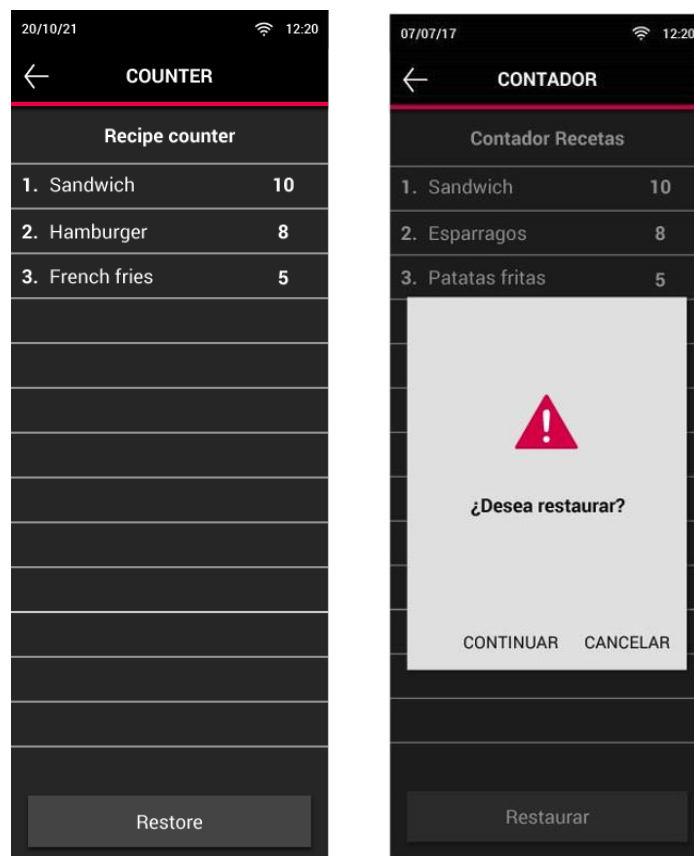 20/10/21 12:20
COUNTER
Recipe counter
1. Sandwich 10
2. Hamburger 8
3. French fries 5
Restore
07/07/17 12:20
CONTADOR
Contador Recetas
1. Sandwich 10
2. Esparragos 8
3. Patatas fritas 5
¿Desea restaurar?
CONTINUAR CANCELAR
Restaurar